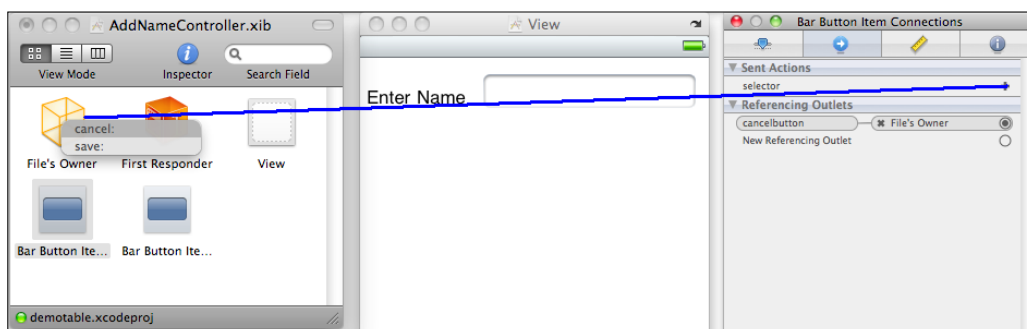 AddNameController.xib
View Mode
Inspector
Search Field
cancel:
save:
File's Owner
First Responder
View
Bar Button Ite...
Bar Button Ite...
demotable.xcodeproj
View
Enter Name
Bar Button Item Connections
Sent Actions
selector
Referencing Outlets
cancelbutton
File's Owner
New Referencing Outlet